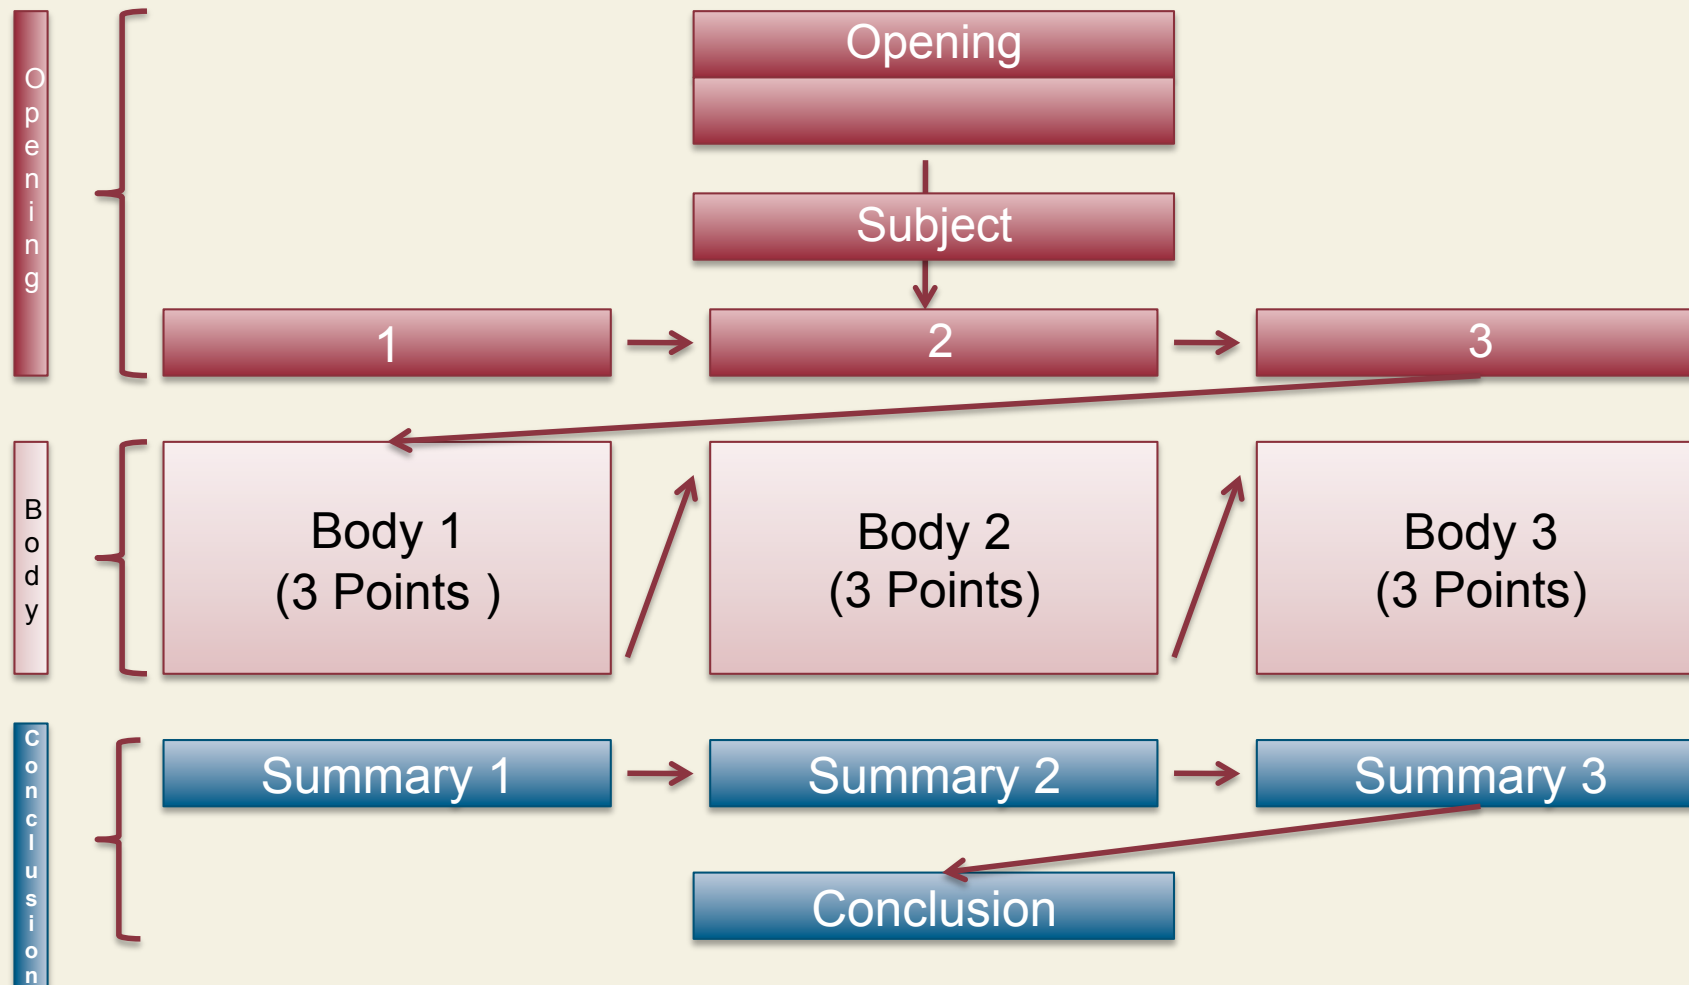 Opening
Opening
Subject
1
2
3
Body
Body 1
(3 Points )
Body 2
(3 Points)
Body 3
(3 Points)
Conclusion
Summary 1
Summary 2
Summary 3
Conclusion